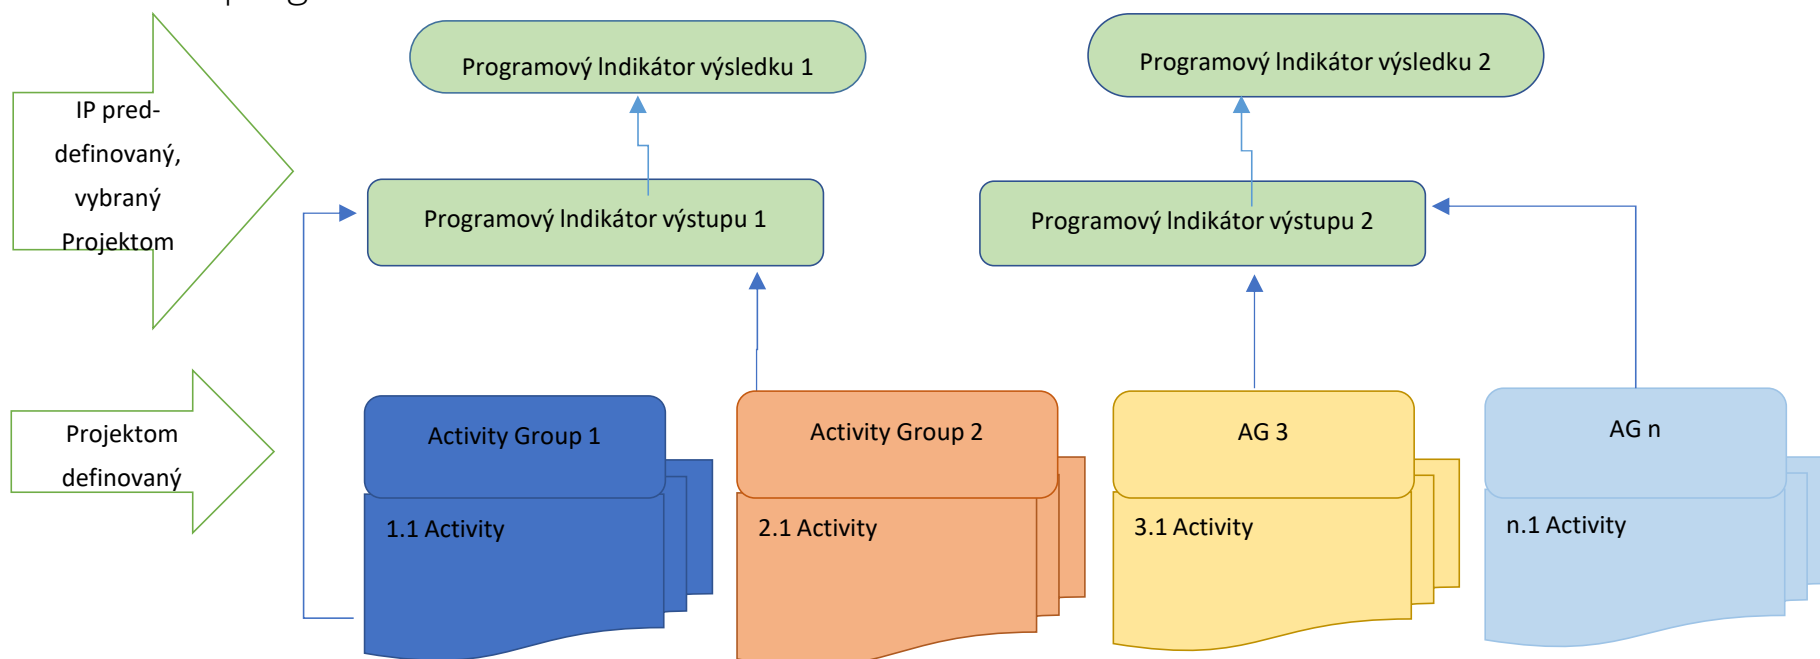 Programový Indikátor výsledku 1
Programový Indikátor výsledku 2
IP pred-
definovaný,
vybraný
Projektom
Programový Indikátor výstupu 1
Programový Indikátor výstupu 2
Projektom
definovaný
Activity Group 1
Activity Group 2
AG 3
AG n
1.1 Activity
2.1 Activity
3.1 Activity
n.1 Activity